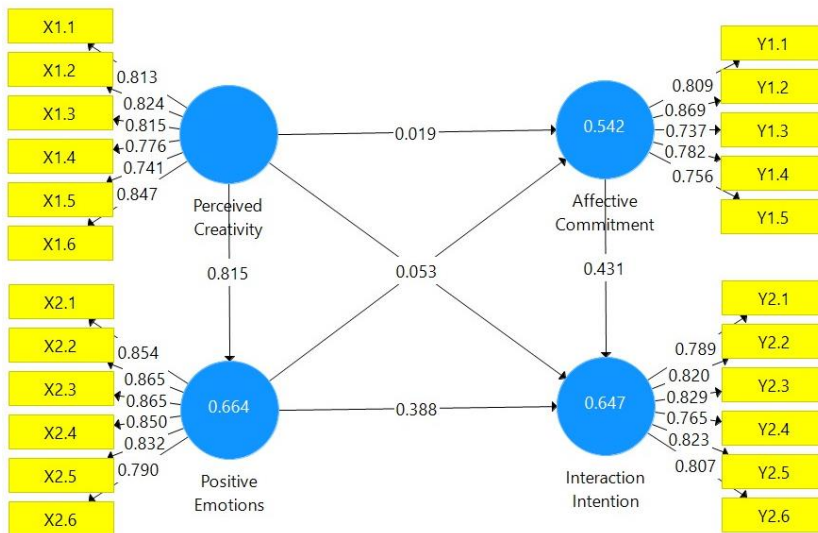 X1.1
X1.2
X1.3
X1.4
X1.5
X1.6
0.813
0.824
0.815
0.776
0.741
0.847
Perceived
Creativity
0.019
0.542
Affective
Commitment
0.809
0.869
0.737
0.782
0.756
Y1.1
Y1.2
Y1.3
Y1.4
Y1.5
0.815
0.053
0.431
X2.1
X2.2
X2.3
X2.4
X2.5
X2.6
0.854
0.865
0.865
0.850
0.832
0.790
0.664
Positive
Emotions
0.388
0.647
Interaction
Intention
0.789
0.820
0.829
0.765
0.823
0.807
Y2.1
Y2.2
Y2.3
Y2.4
Y2.5
Y2.6